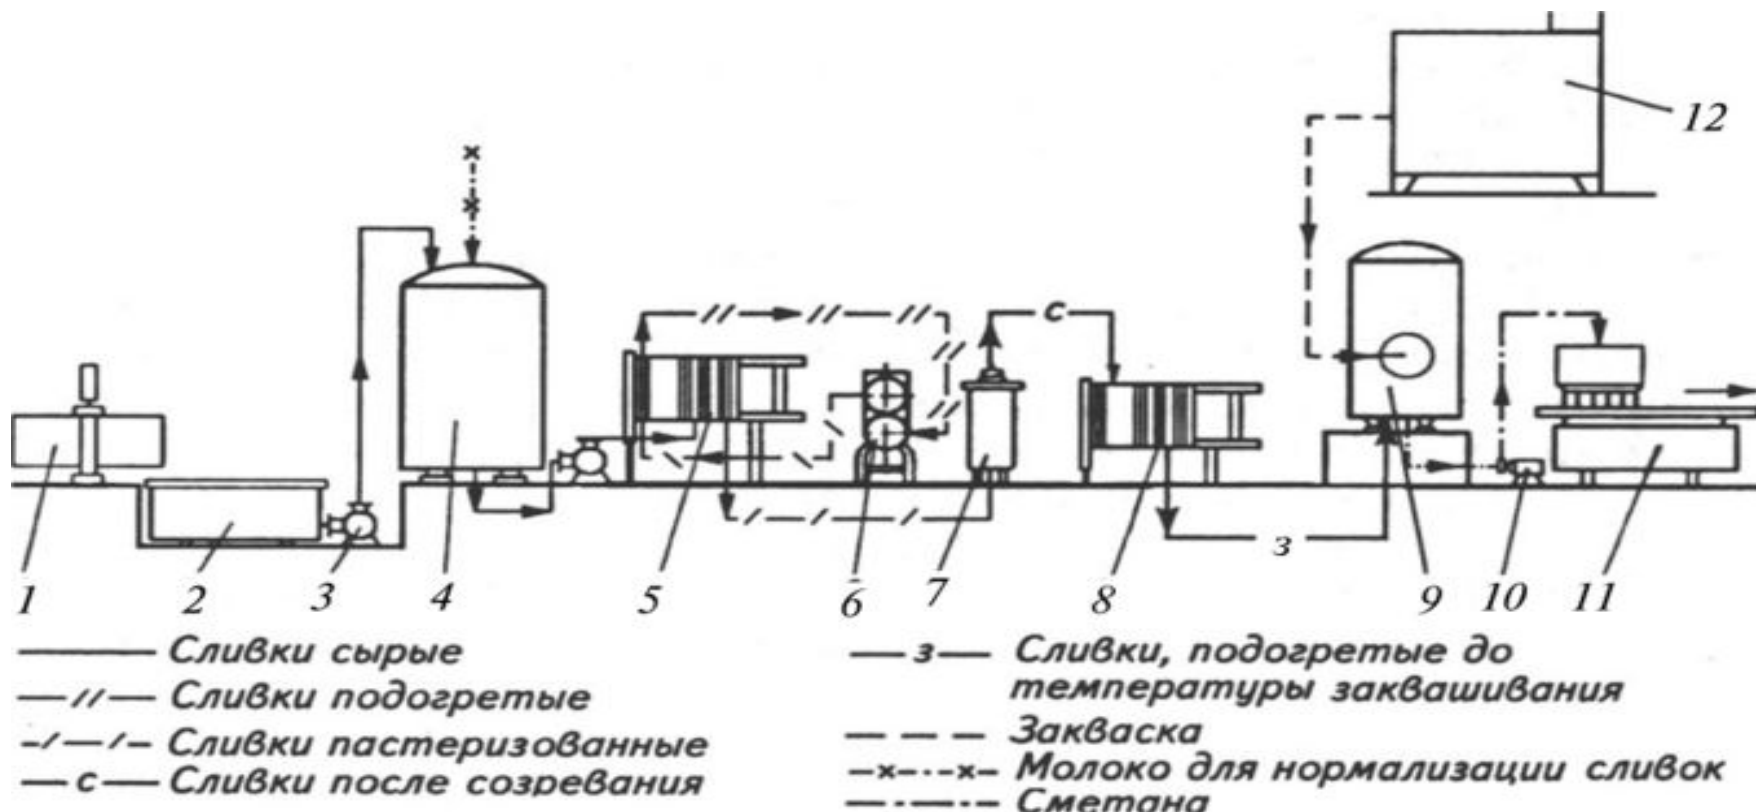 12
с
1 2 3 4 5 6 7 8 9 10 11
з
Сливки сырые
Сливки подогретые
Сливки пастеризованные
с Сливки после созревания
з Сливки, подогретые до
температуры заквашивания
Закваска
Молоко для нормализации сливок
Сметана